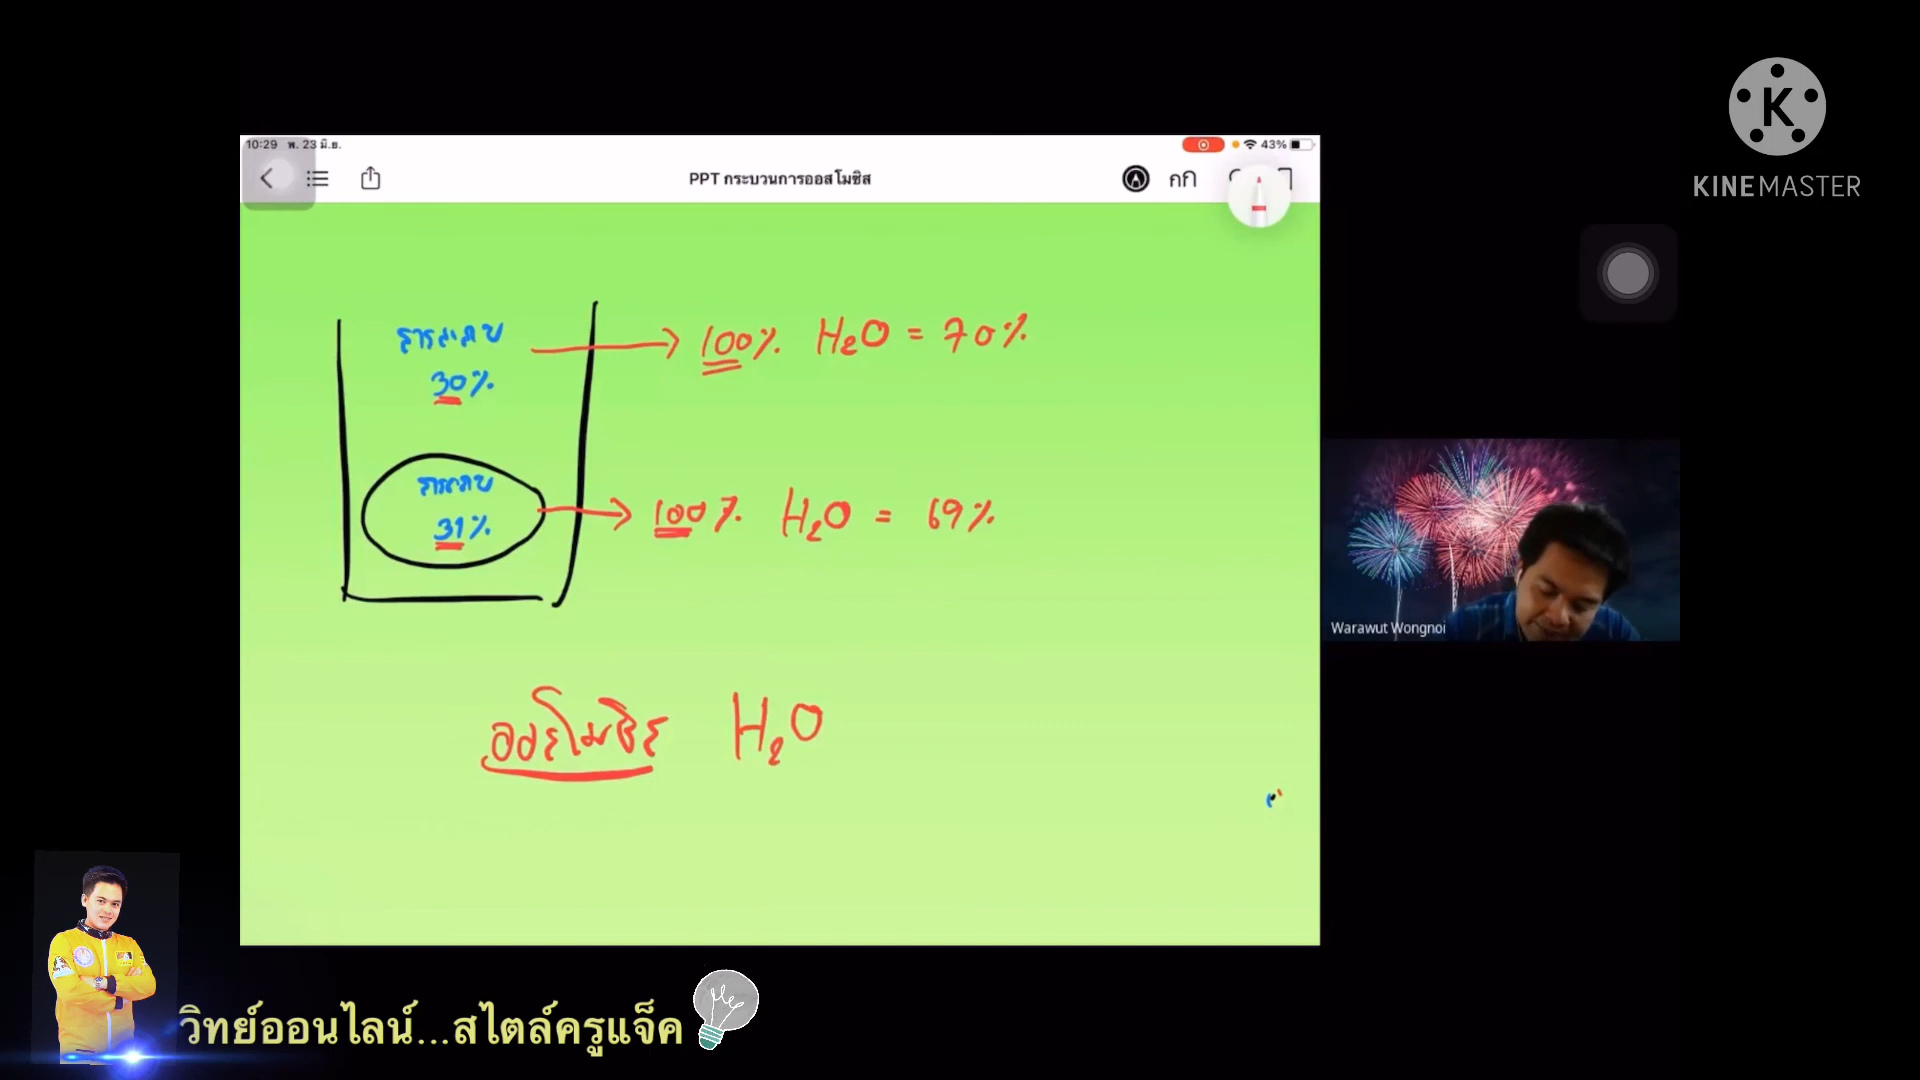 KINEMASTER
10:29 พ. 23 มิ.ย.
43%
PPT กระบวนการออสโมซิส
กก
สารละลาย
30%
100% H₂O = 70%
สารละลาย
31%
100% H₂O = 69%
Warawut Wongnoi
ออสโมซิส H₂O
วิทย์ออนไลน์...สไตล์ครูแจ็ค